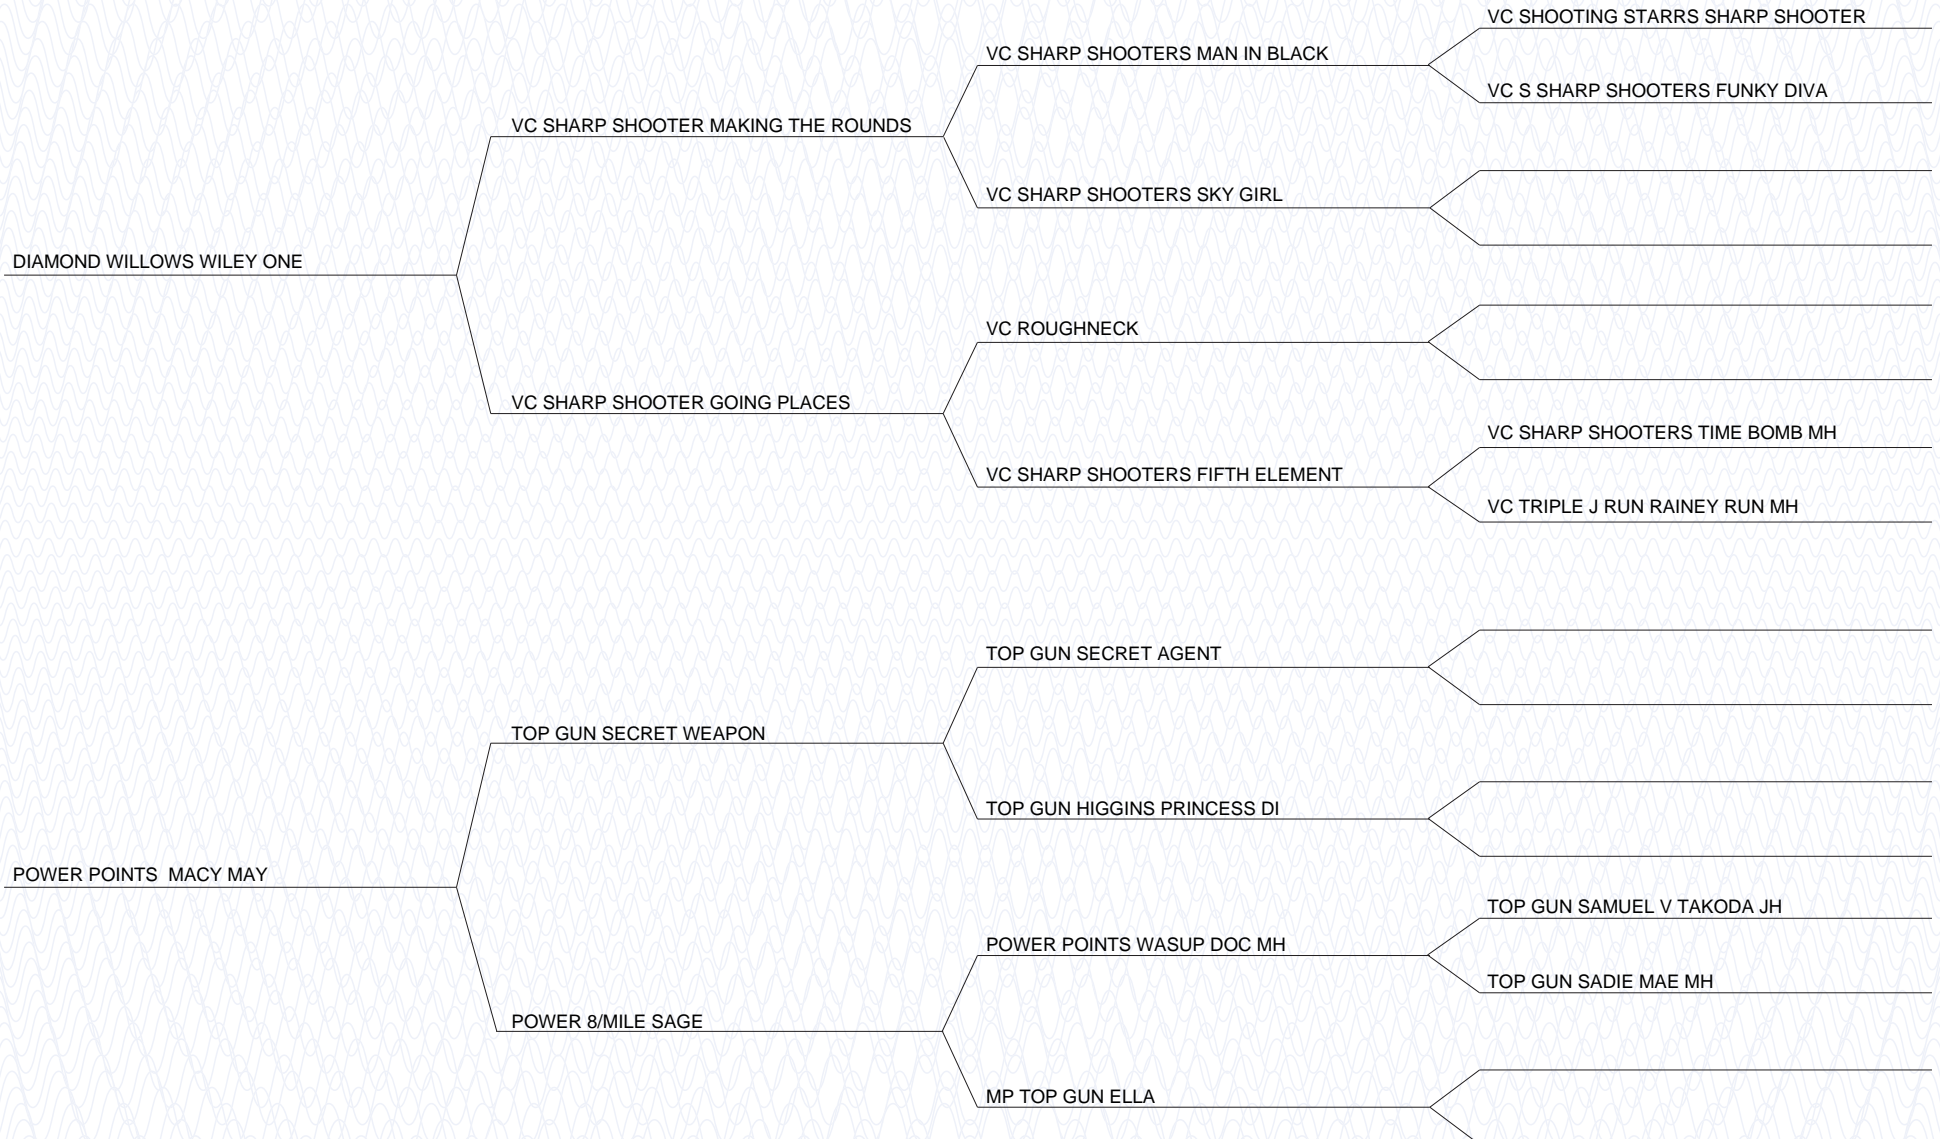 VC SHOOTING STARRS SHARP SHOOTER
VC SHARP SHOOTERS MAN IN BLACK
VC S SHARP SHOOTERS FUNKY DIVA
VC SHARP SHOOTER MAKING THE ROUNDS
VC SHARP SHOOTERS SKY GIRL
DIAMOND WILLOWS WILEY ONE
VC ROUGHNECK
VC SHARP SHOOTER GOING PLACES
VC SHARP SHOOTERS TIME BOMB MH
VC SHARP SHOOTERS FIFTH ELEMENT
VC TRIPLE J RUN RAINEY RUN MH
TOP GUN SECRET AGENT
TOP GUN SECRET WEAPON
TOP GUN HIGGINS PRINCESS DI
POWER POINTS  MACY MAY
TOP GUN SAMUEL V TAKODA JH
POWER POINTS WASUP DOC MH
TOP GUN SADIE MAE MH
POWER 8/MILE SAGE
MP TOP GUN ELLA